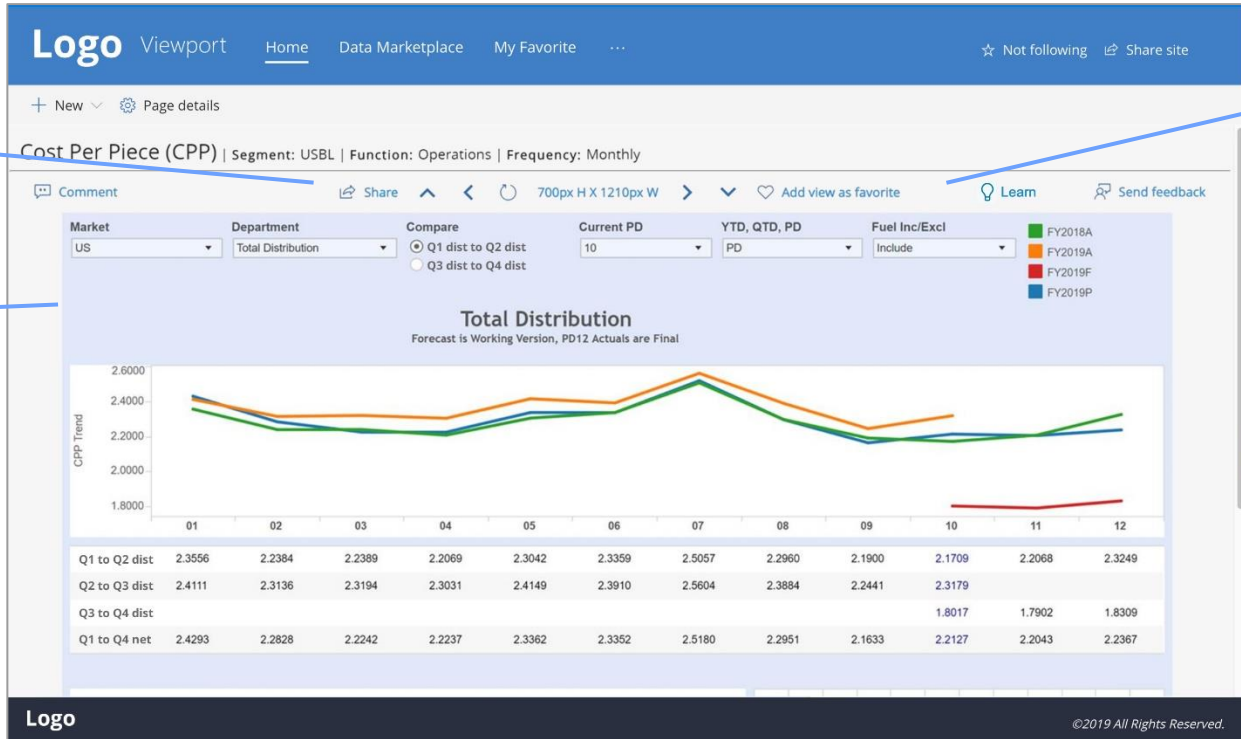 Logo Viewport Home Data Marketplace My Favorite ... Not following Share site
New Page details
Cost Per Piece (CPP) | Segment: USBL | Function: Operations | Frequency: Monthly
Comment Share 700px H X 1210px W Add view as favorite Learn Send feedback
Market Department Compare Current PD YTD, QTD, PD Fuel Inc/Excl
US Total Distribution Q1 dist to Q2 dist 10 PD Include
Q3 dist to Q4 dist
FY2018A
FY2019A
FY2019F
FY2019P
Total Distribution
Forecast is Working Version, PD12 Actuals are Final
CPP Trend
2.6000
2.4000
2.2000
2.0000
1.8000
01 02 03 04 05 06 07 08 09 10 11 12
Q1 to Q2 dist 2.3556 2.2384 2.2389 2.2069 2.3042 2.3359 2.5057 2.2960 2.1900 2.1709 2.2068 2.3249
Q2 to Q3 dist 2.4111 2.3136 2.3194 2.3031 2.4149 2.3910 2.5604 2.3884 2.2441 2.3179
Q3 to Q4 dist 1.8017 1.7902 1.8309
Q1 to Q4 net 2.4293 2.2828 2.2242 2.2237 2.3362 2.3352 2.5180 2.2951 2.1633 2.2127 2.2043 2.2367
Logo ©2019 All Rights Reserved.